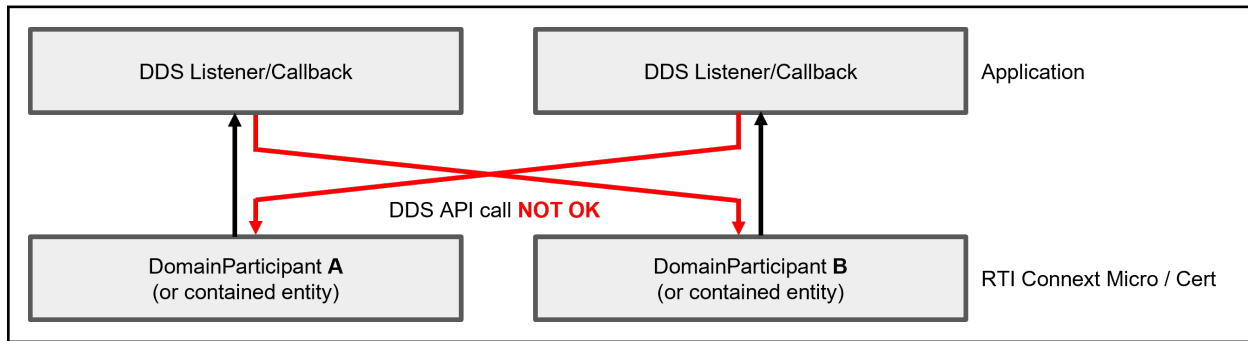 DDS Listener/Callback
DDS Listener/Callback
Application
DDS API call NOT OK
DomainParticipant A
(or contained entity)
DomainParticipant B
(or contained entity)
RTI Connext Micro / Cert